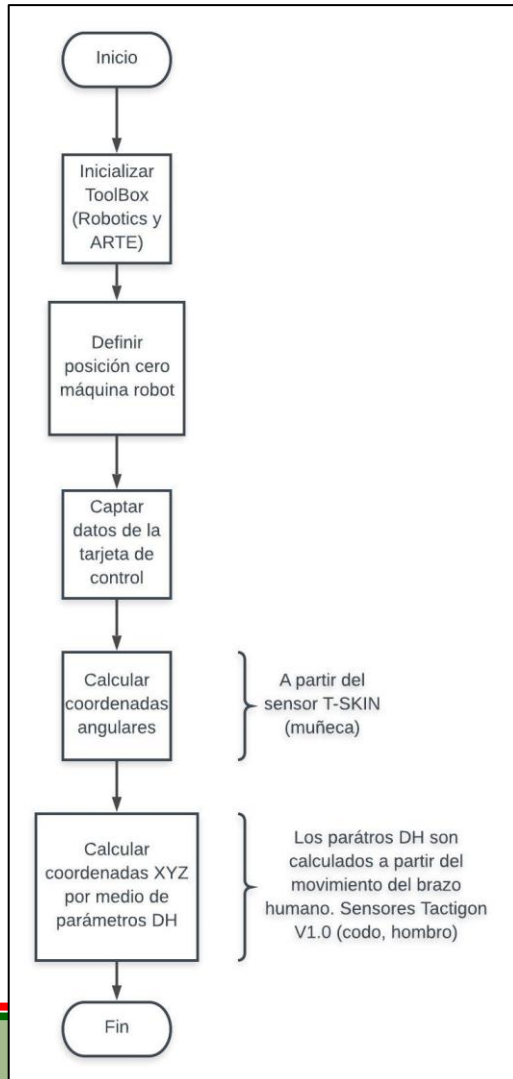 Inicio
Inicializar
ToolBox
(Robotics y
ARTE)
Definir
posición cero
máquina robot
Captar
datos de la
tarjeta de
control
Calcular
coordenadas
angulares
A partir del
sensor T-SKIN
(muñeca)
Calcular
coordenadas XYZ
por medio de
parámetros DH
Los parátros DH son
calculados a partir del
movimiento del brazo
humano. Sensores Tactigon
V1.0 (codo, hombro)
Fin